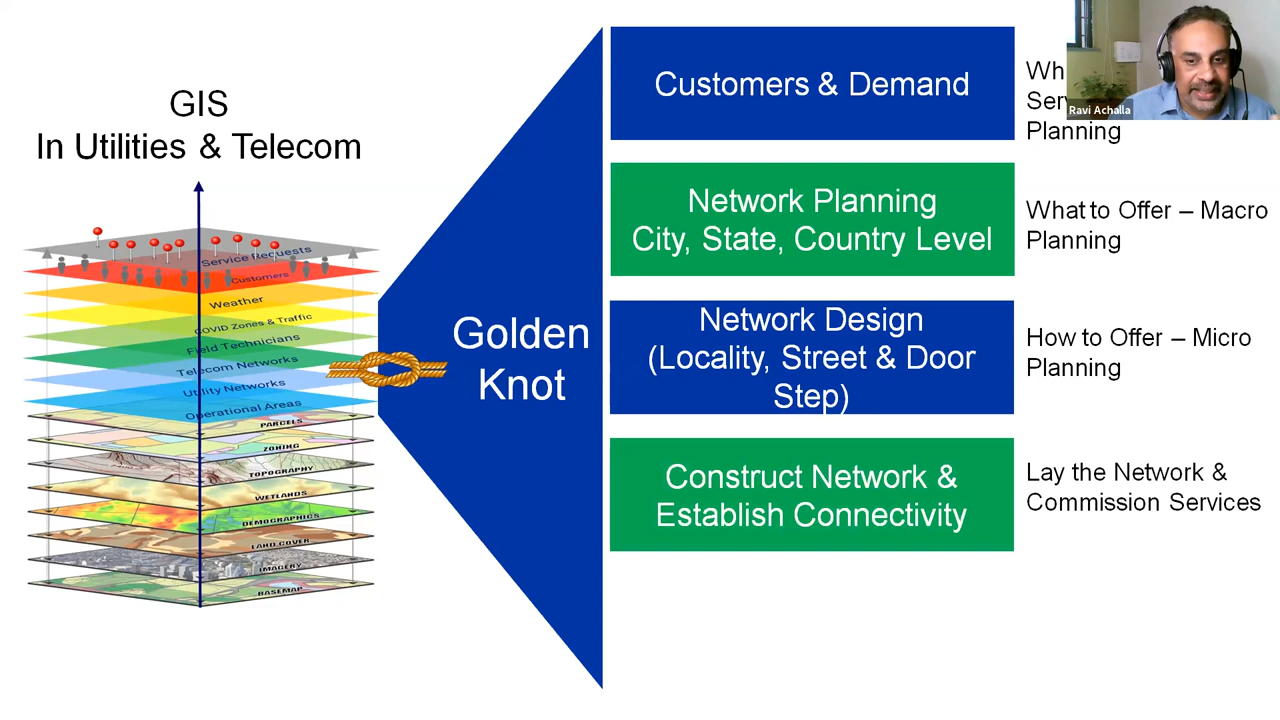 GIS
In Utilities & Telecom
Service Requests
Customers
Weather
COVID Zones & Traffic
Field Technicians
Telecom Networks
Utility Networks
Operational Areas
PARCELS
ZONING
TOPOGRAPHY
WETLANDS
DEMOGRAPHICS
LAND COVER
IMAGERY
BASEMAP
Golden
Knot
Customers & Demand
Planning
Ravi Achalla
Network Planning
City, State, Country Level
What to Offer – Macro
Planning
Network Design
(Locality, Street & Door
Step)
How to Offer – Micro
Planning
Construct Network &
Establish Connectivity
Lay the Network &
Commission Services